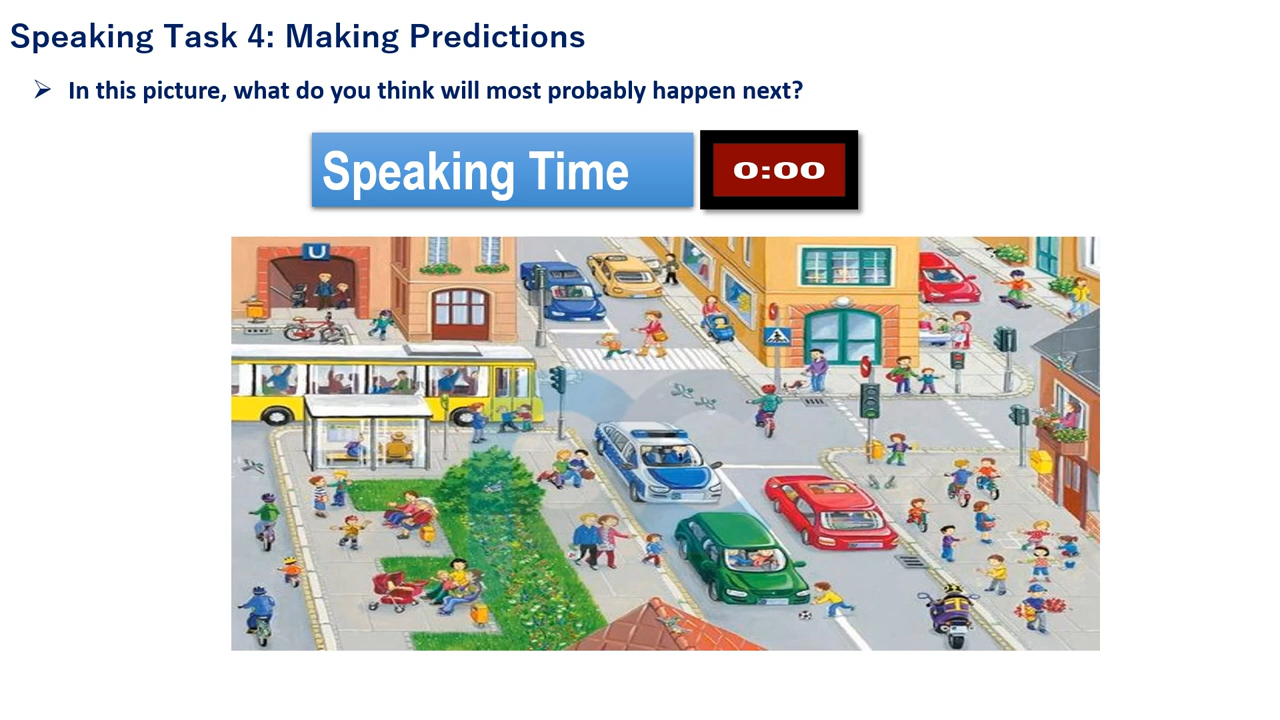 Speaking Task 4: Making Predictions
In this picture, what do you think will most probably happen next?
Speaking Time
0:00
U